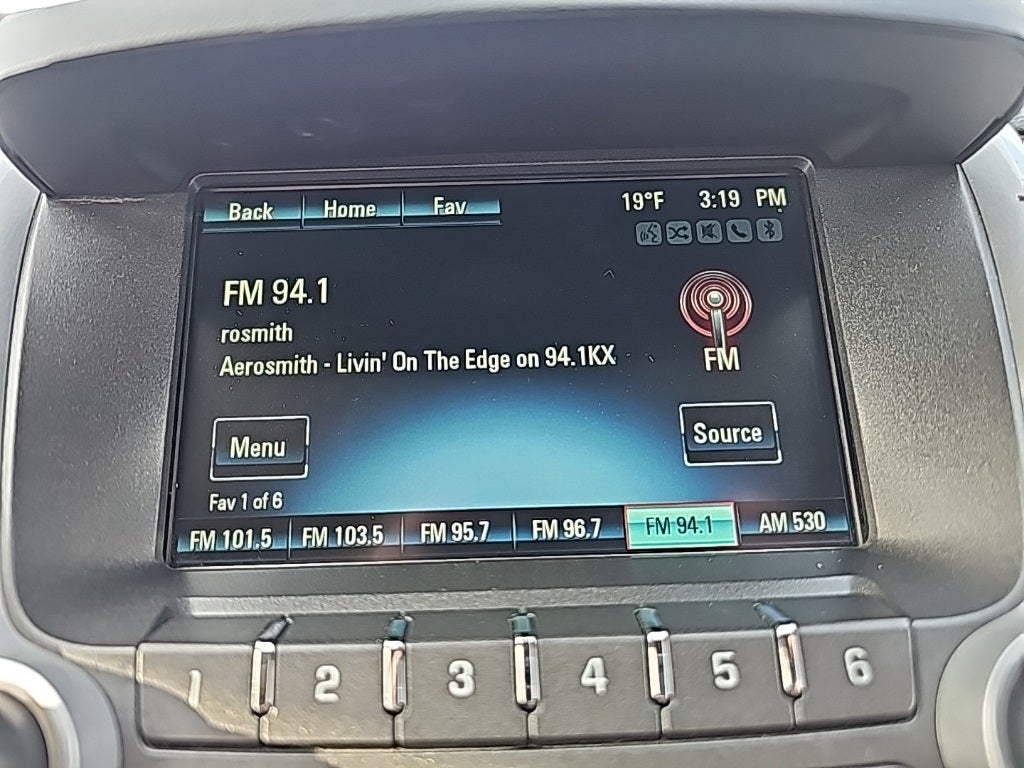 Back Home Fav 19°F 3:19 PM
FM 94.1
rosmith
Aerosmith - Livin' On The Edge on 94.1KX
FM
Menu Source
Fav 1 of 6
FM 101.5 FM 103.5 FM 95.7 FM 96.7 FM 94.1 AM 530
1 2 3 4 5 6